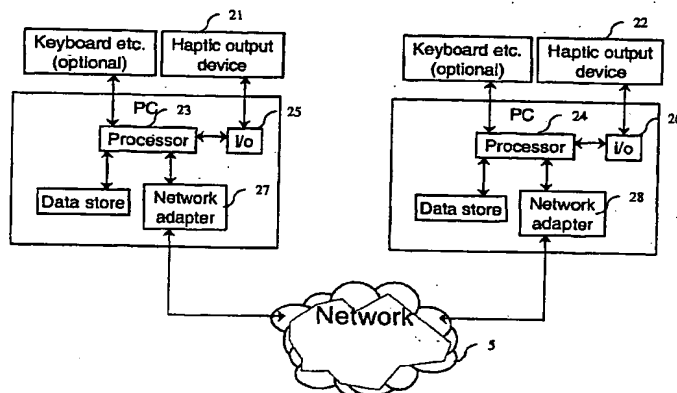 21
Keyboard etc.
(optional)
Haptic output
device
PC
23
25
Processor
i/o
Data store
Network
adapter
27
22
Keyboard etc.
(optional)
Haptic output
device
PC
24
26
Processor
i/o
Data store
Network
adapter
28
Network
5